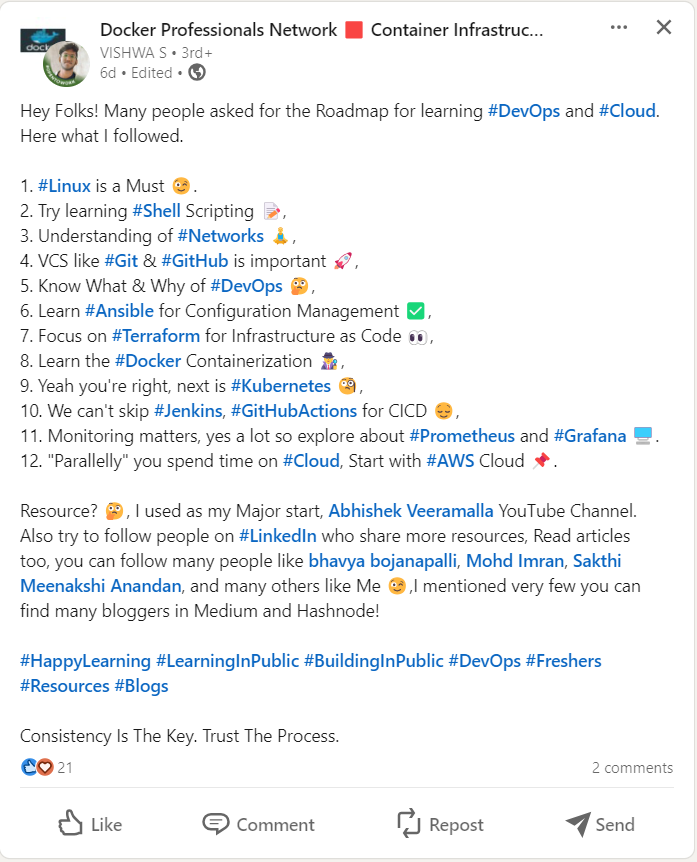 Docker Professionals Network 🟥 Container Infrastruc...
VISHWA S • 3rd+
6d • Edited •
Hey Folks! Many people asked for the Roadmap for learning #DevOps and #Cloud.
Here what I followed.
1. #Linux is a Must 😉.
2. Try learning #Shell Scripting 📝,
3. Understanding of #Networks 🧘,
4. VCS like #Git & #GitHub is important 🚀,
5. Know What & Why of #DevOps 🤔,
6. Learn #Ansible for Configuration Management ✅,
7. Focus on #Terraform for Infrastructure as Code 👀,
8. Learn the #Docker Containerization 🕵️‍♀️,
9. Yeah you're right, next is #Kubernetes 🧐,
10. We can't skip #Jenkins, #GitHubActions for CICD 😌,
11. Monitoring matters, yes a lot so explore about #Prometheus and #Grafana 🖥️.
12. "Parallelly" you spend time on #Cloud, Start with #AWS Cloud 📌.
Resource? 🤔, I used as my Major start, Abhishek Veeramalla YouTube Channel.
Also try to follow people on #LinkedIn who share more resources, Read articles
too, you can follow many people like bhavya bojanapalli, Mohd Imran, Sakthi
Meenakshi Anandan, and many others like Me 😉,I mentioned very few you can
find many bloggers in Medium and Hashnode!
#HappyLearning #LearningInPublic #BuildingInPublic #DevOps #Freshers
#Resources #Blogs
Consistency Is The Key. Trust The Process.
21
2 comments
Like
Comment
Repost
Send